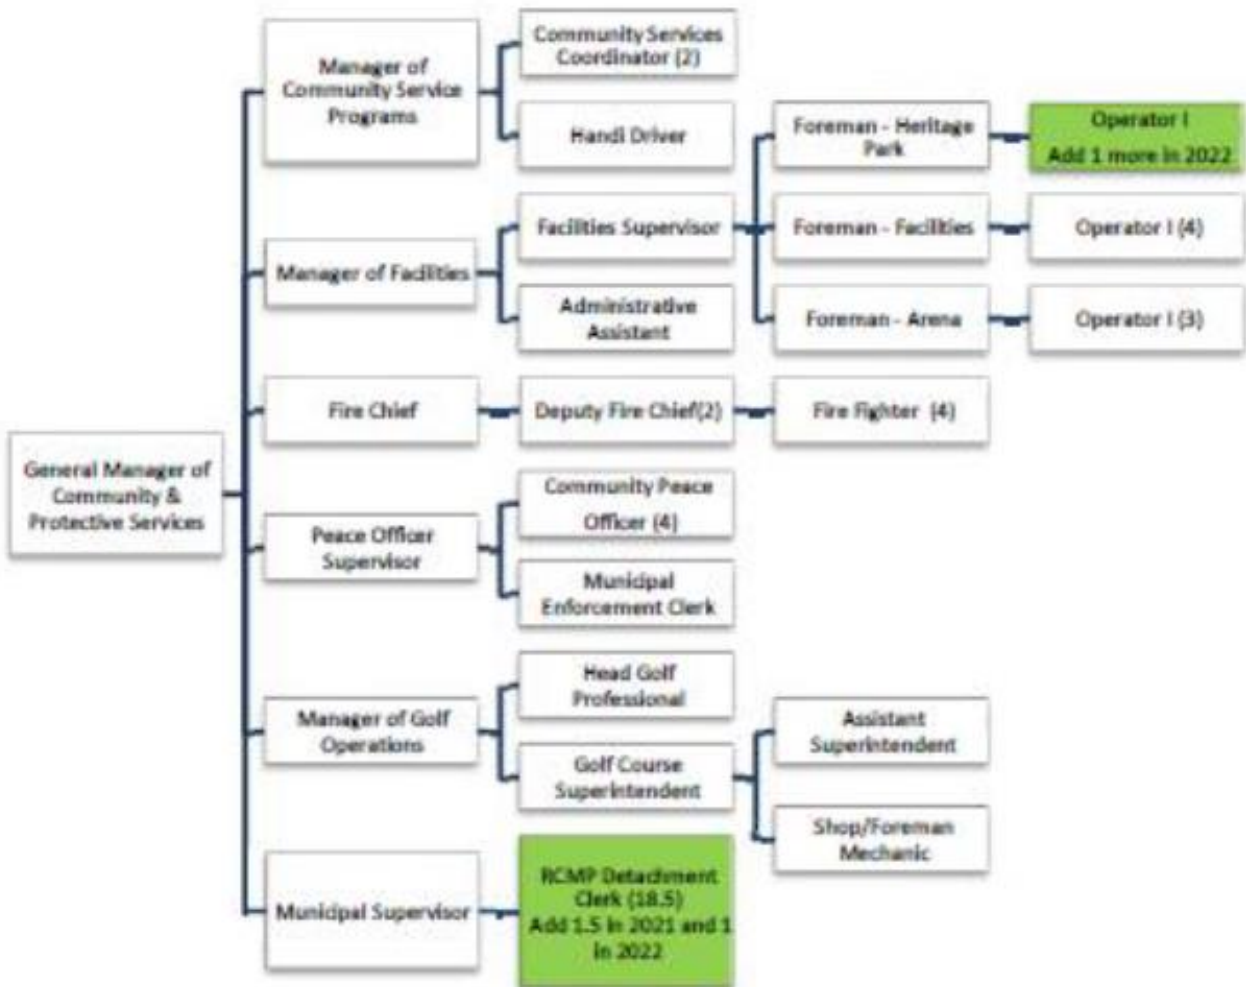 General Manager of
Community &
Protective Services
Manager of
Community Service
Programs
Community Services
Coordinator (2)
Handi Driver
Manager of Facilities
Facilities Supervisor
Foreman - Heritage
Park
Operator I
Add 1 more in 2022
Foreman - Facilities
Operator I (4)
Foreman - Arena
Operator I (3)
Administrative
Assistant
Fire Chief
Deputy Fire Chief(2)
Fire Fighter (4)
Peace Officer
Supervisor
Community Peace
Officer (4)
Municipal
Enforcement Clerk
Manager of Golf
Operations
Head Golf
Professional
Golf Course
Superintendent
Assistant
Superintendent
Shop/Foreman
Mechanic
Municipal Supervisor
RCMP Detachment
Clerk (18.5)
Add 1.5 in 2021 and 1
in 2022